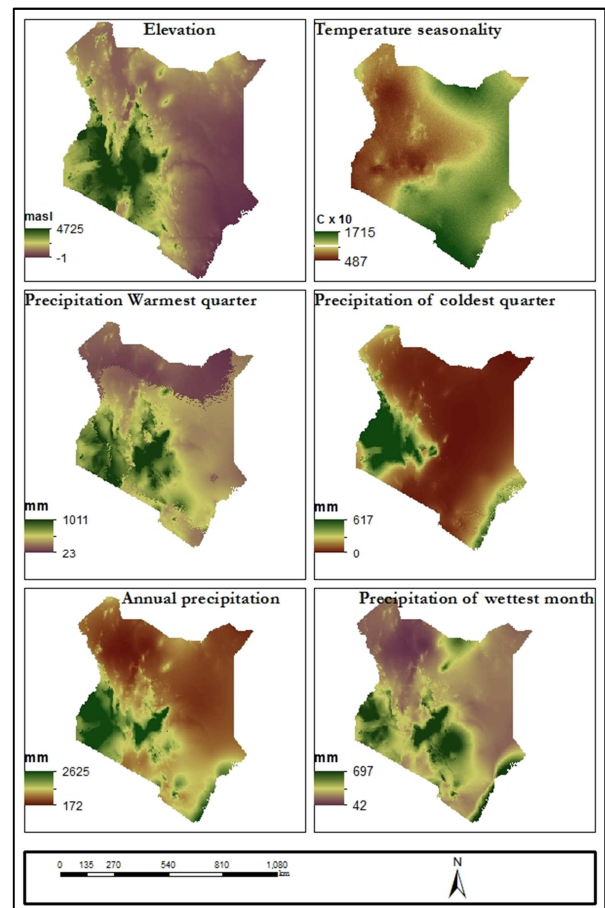 Elevation
masl
4725
-1
Temperature seasonality
C x 10
1715
487
Precipitation Warmest quarter
mm
1011
23
Precipitation of coldest quarter
mm
617
0
Annual precipitation
mm
2625
172
Precipitation of wettest month
mm
697
42
0 135 270 540 810 1,080
km
N